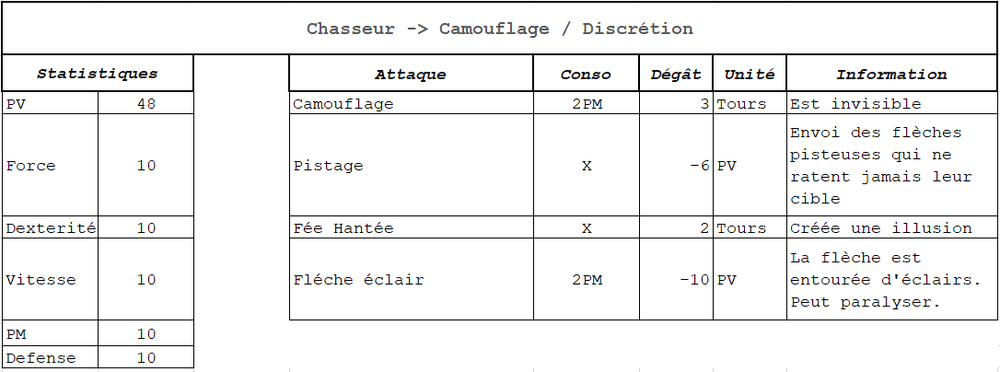 Chasseur -> Camouflage / Discrétion
Statistiques Attaque Conso Dégât Unité Information
PV 48 Camouflage 2PM 3 Tours Est invisible
Force 10 Pistage X -6 PV Envoi des flèches
pisteuses qui ne
ratent jamais leur
cible
Dexterité 10 Fée Hantée X 2 Tours Créée une illusion
Vitesse 10 Fléche éclair 2PM -10 PV La flèche est
entourée d'éclairs.
Peut paralyser.
PM 10
Defense 10